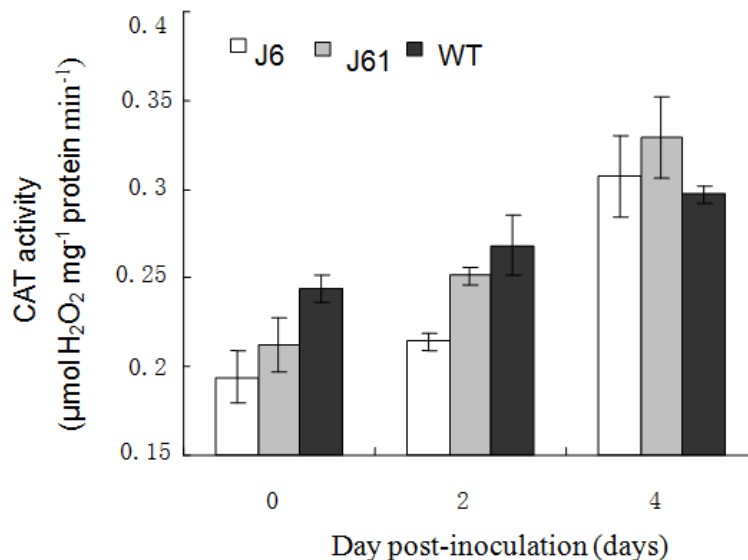 0.4
0.35
0.3
0.25
0.2
0.15
CAT activity
(μmol H₂O₂ mg⁻¹ protein min⁻¹)
J6 J61 WT
0 2 4
Day post-inoculation (days)